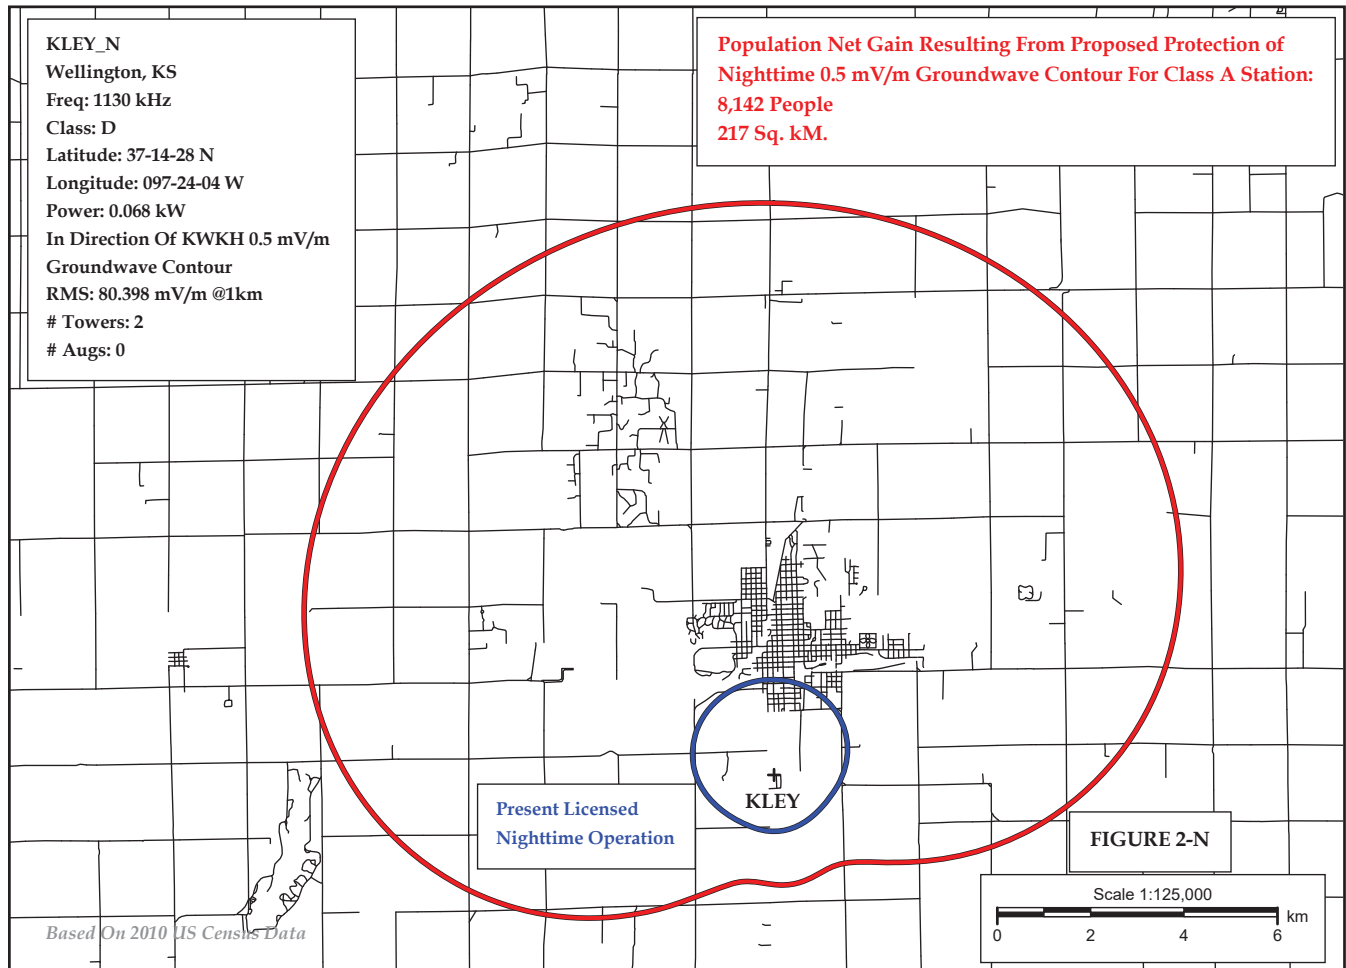 KLEY_N
Wellington, KS
Freq: 1130 kHz
Class: D
Latitude: 37-14-28 N
Longitude: 097-24-04 W
Power: 0.068 kW
In Direction Of KWKH 0.5 mV/m
Groundwave Contour
RMS: 80.398 mV/m @1km
# Towers: 2
# Augs: 0
Population Net Gain Resulting From Proposed Protection of
Nighttime 0.5 mV/m Groundwave Contour For Class A Station:
8,142 People
217 Sq. kM.
KLEY
Present Licensed
Nighttime Operation
FIGURE 2-N
Scale 1:125,000
km
0 2 4 6
Based On 2010 US Census Data